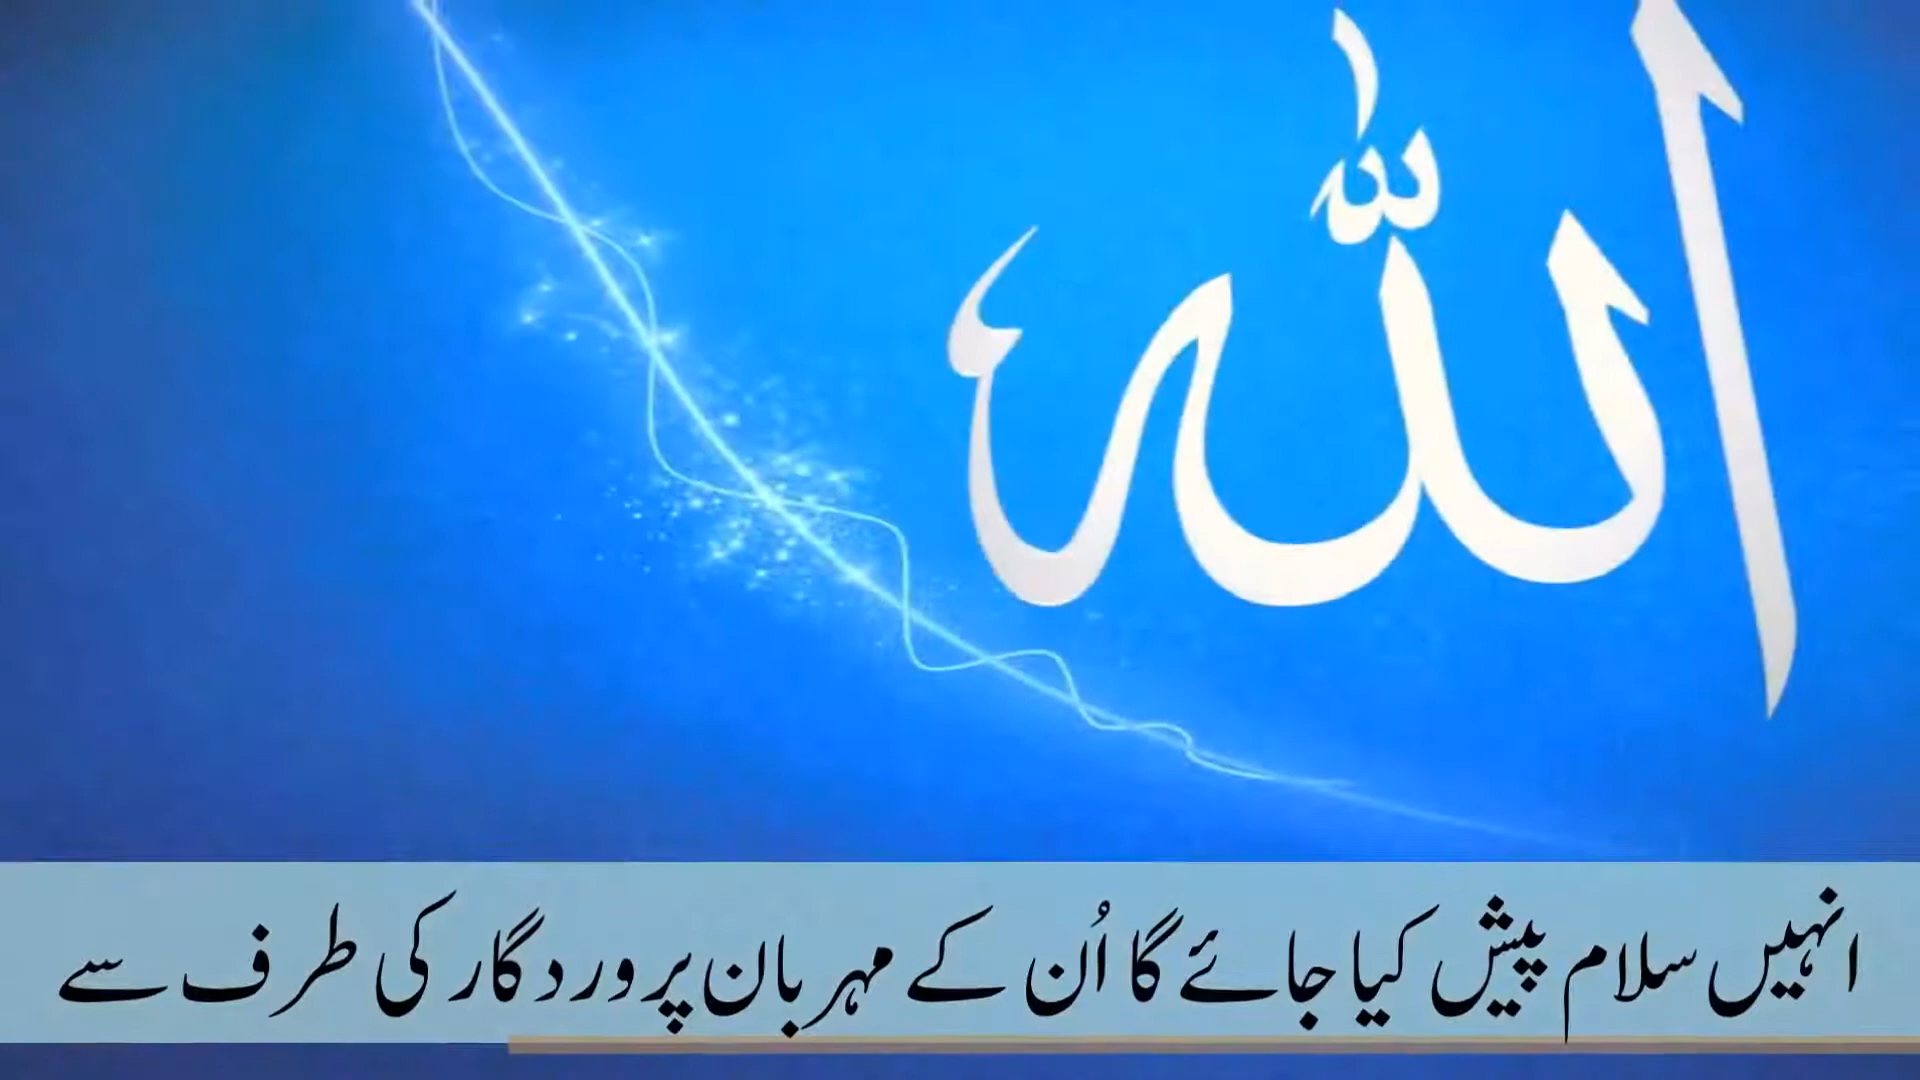 الله
انہیں سلام پیش کیا جائے گا اُن کے مہربان پروردگار کی طرف سے